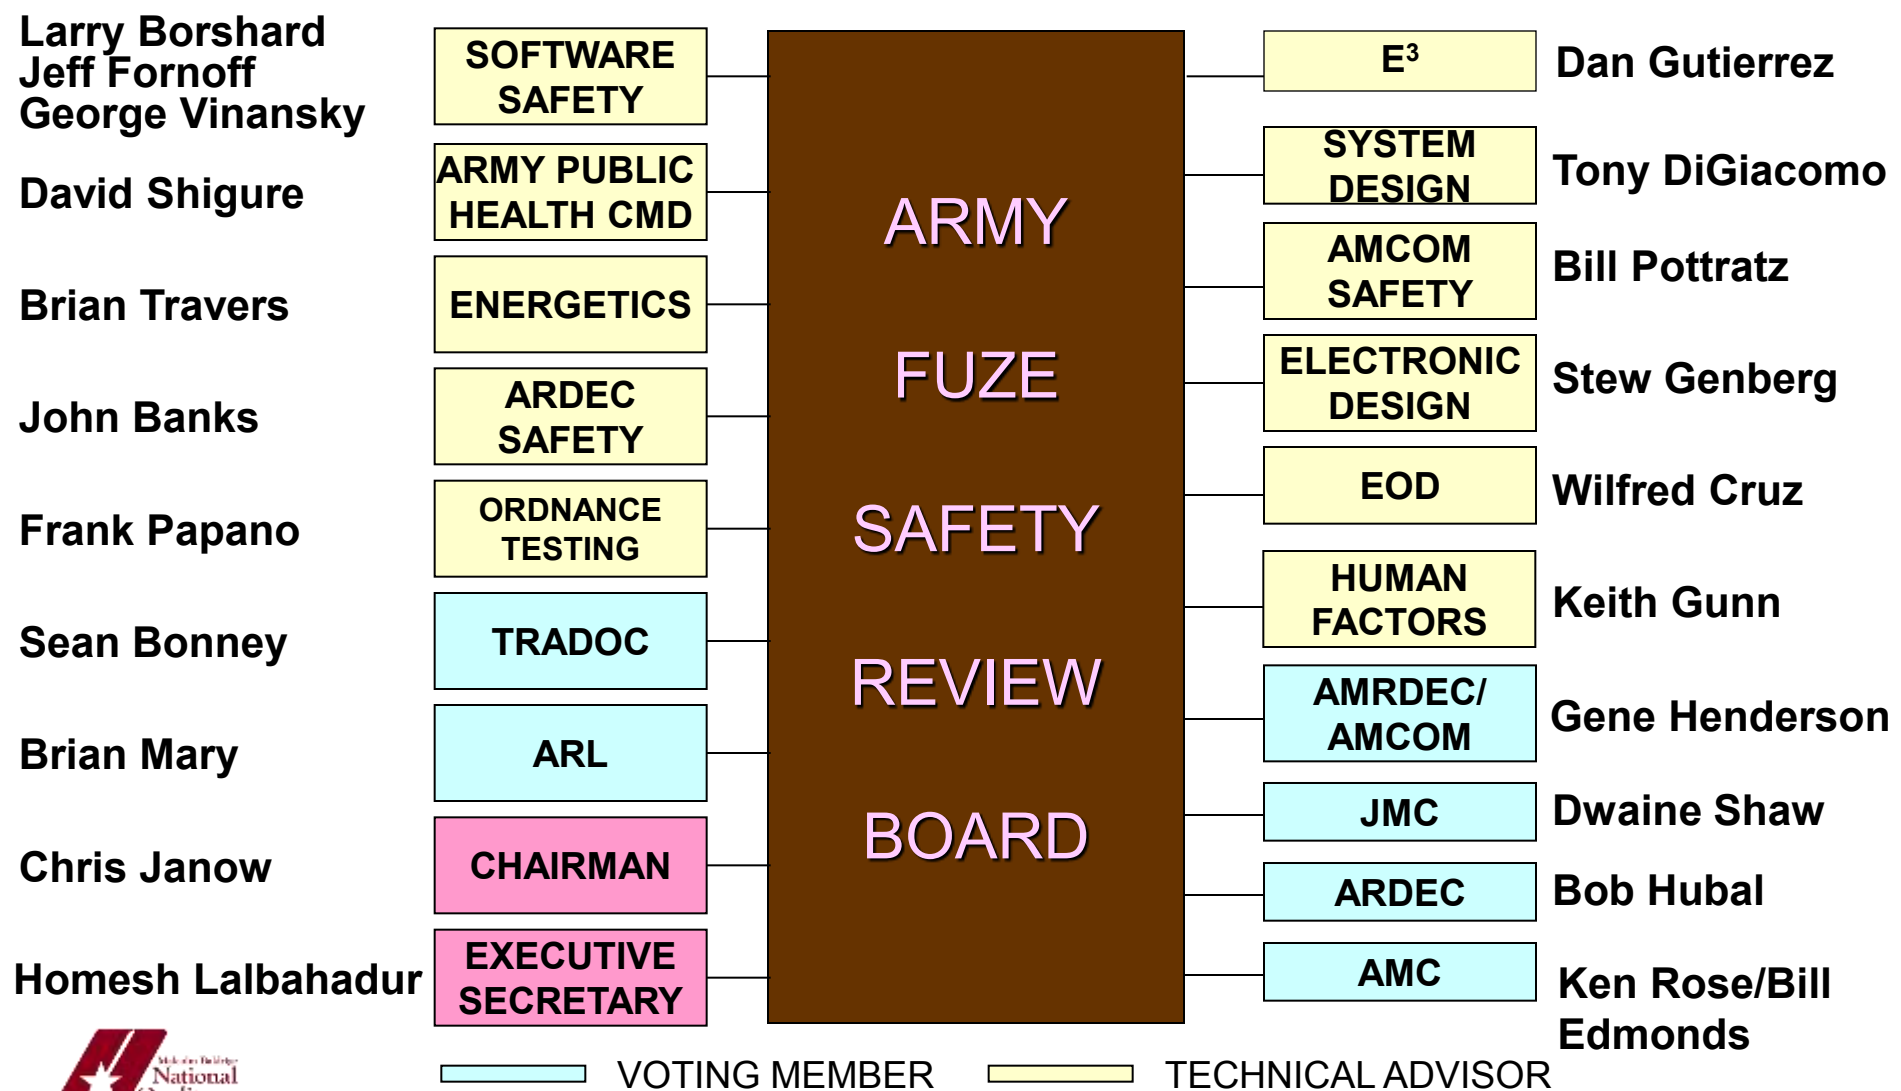 Larry Borshard
Jeff Fornoff
George Vinansky
SOFTWARE
SAFETY
David Shigure
ARMY PUBLIC
HEALTH CMD
Brian Travers
ENERGETICS
John Banks
ARDEC
SAFETY
Frank Papano
ORDNANCE
TESTING
Sean Bonney
TRADOC
Brian Mary
ARL
Chris Janow
CHAIRMAN
Homesh Lalbahadur
EXECUTIVE
SECRETARY
ARMY
FUZE
SAFETY
REVIEW
BOARD
E³
Dan Gutierrez
SYSTEM
DESIGN
Tony DiGiacomo
AMCOM
SAFETY
Bill Pottratz
ELECTRONIC
DESIGN
Stew Genberg
EOD
Wilfred Cruz
HUMAN
FACTORS
Keith Gunn
AMRDEC/
AMCOM
Gene Henderson
JMC
Dwaine Shaw
ARDEC
Bob Hubal
AMC
Ken Rose/Bill
Edmonds
Malcolm Baldrige
National
VOTING MEMBER
TECHNICAL ADVISOR